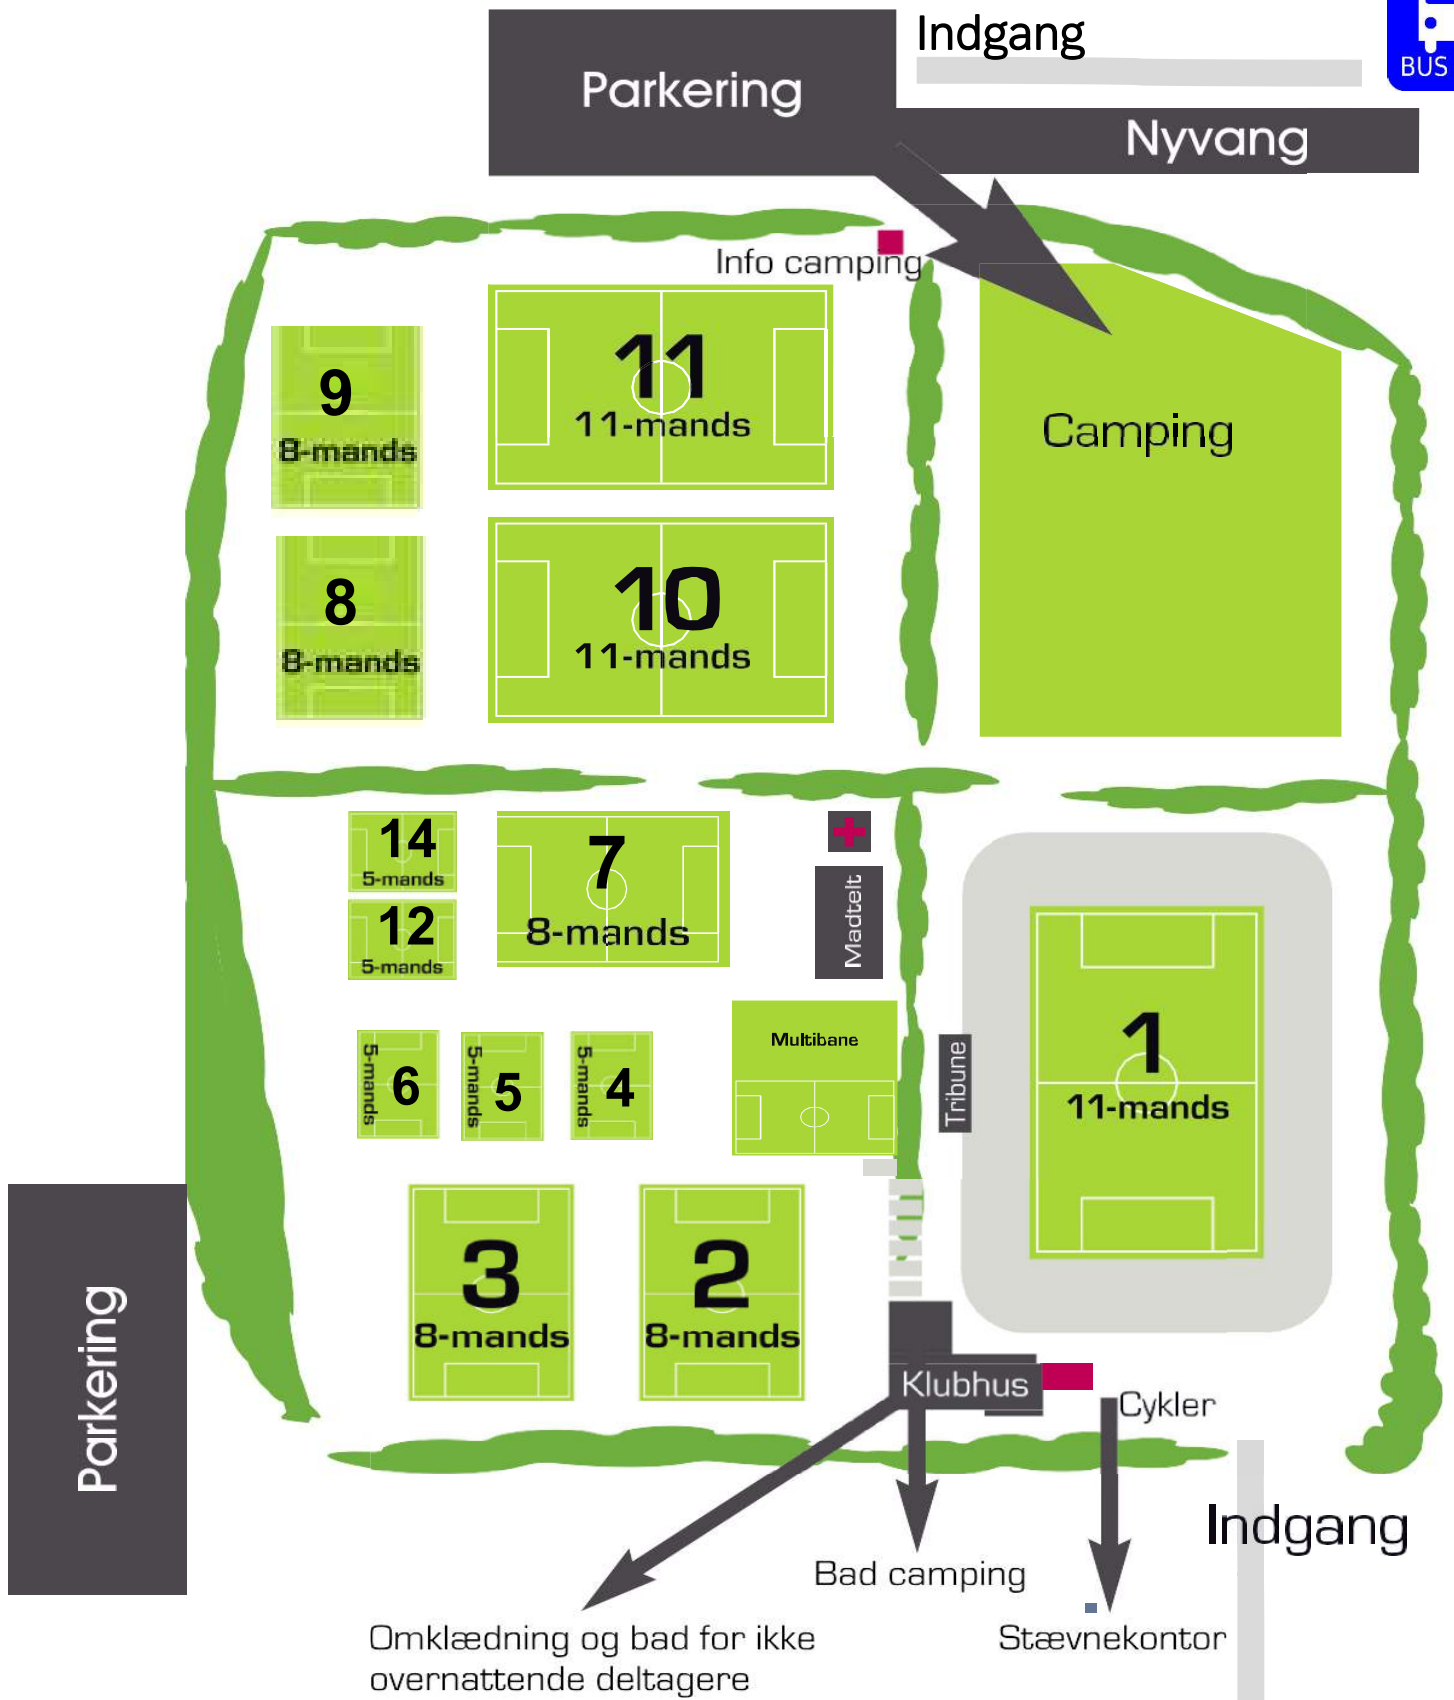 Indgang
BUS
Parkering
Nyvang
Info camping
11
11-mands
9
8-mands
Camping
10
11-mands
8
8-mands
14
5-mands
7
8-mands
12
5-mands
Madtelt
Multibane
Tribune
1
11-mands
5-mands
6
5-mands
5
5-mands
4
3
8-mands
2
8-mands
Parkering
Klubhus
Cykler
Indgang
Bad camping
Omklædning og bad for ikke
overnattende deltagere
Stævnekontor